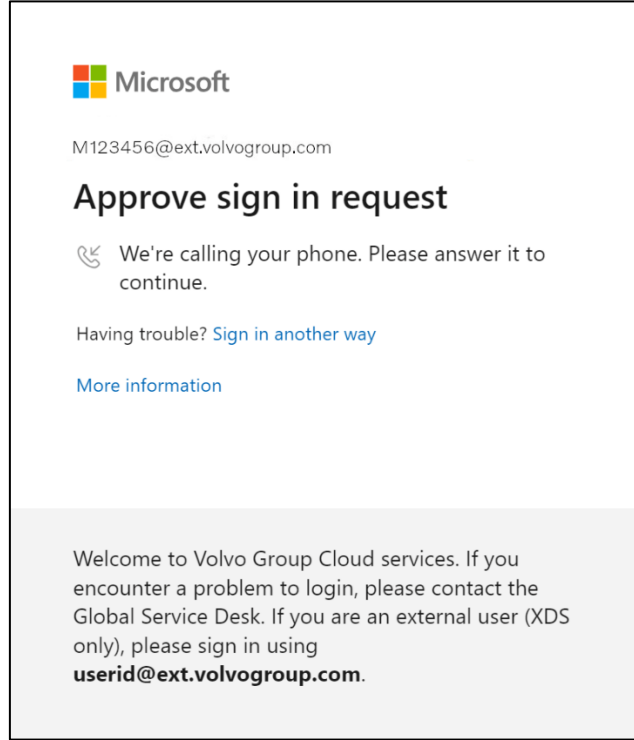 Microsoft
M123456@ext.volvogroup.com
Approve sign in request
We're calling your phone. Please answer it to
continue.
Having trouble? Sign in another way
More information
Welcome to Volvo Group Cloud services. If you
encounter a problem to login, please contact the
Global Service Desk. If you are an external user (XDS
only), please sign in using
userid@ext.volvogroup.com.